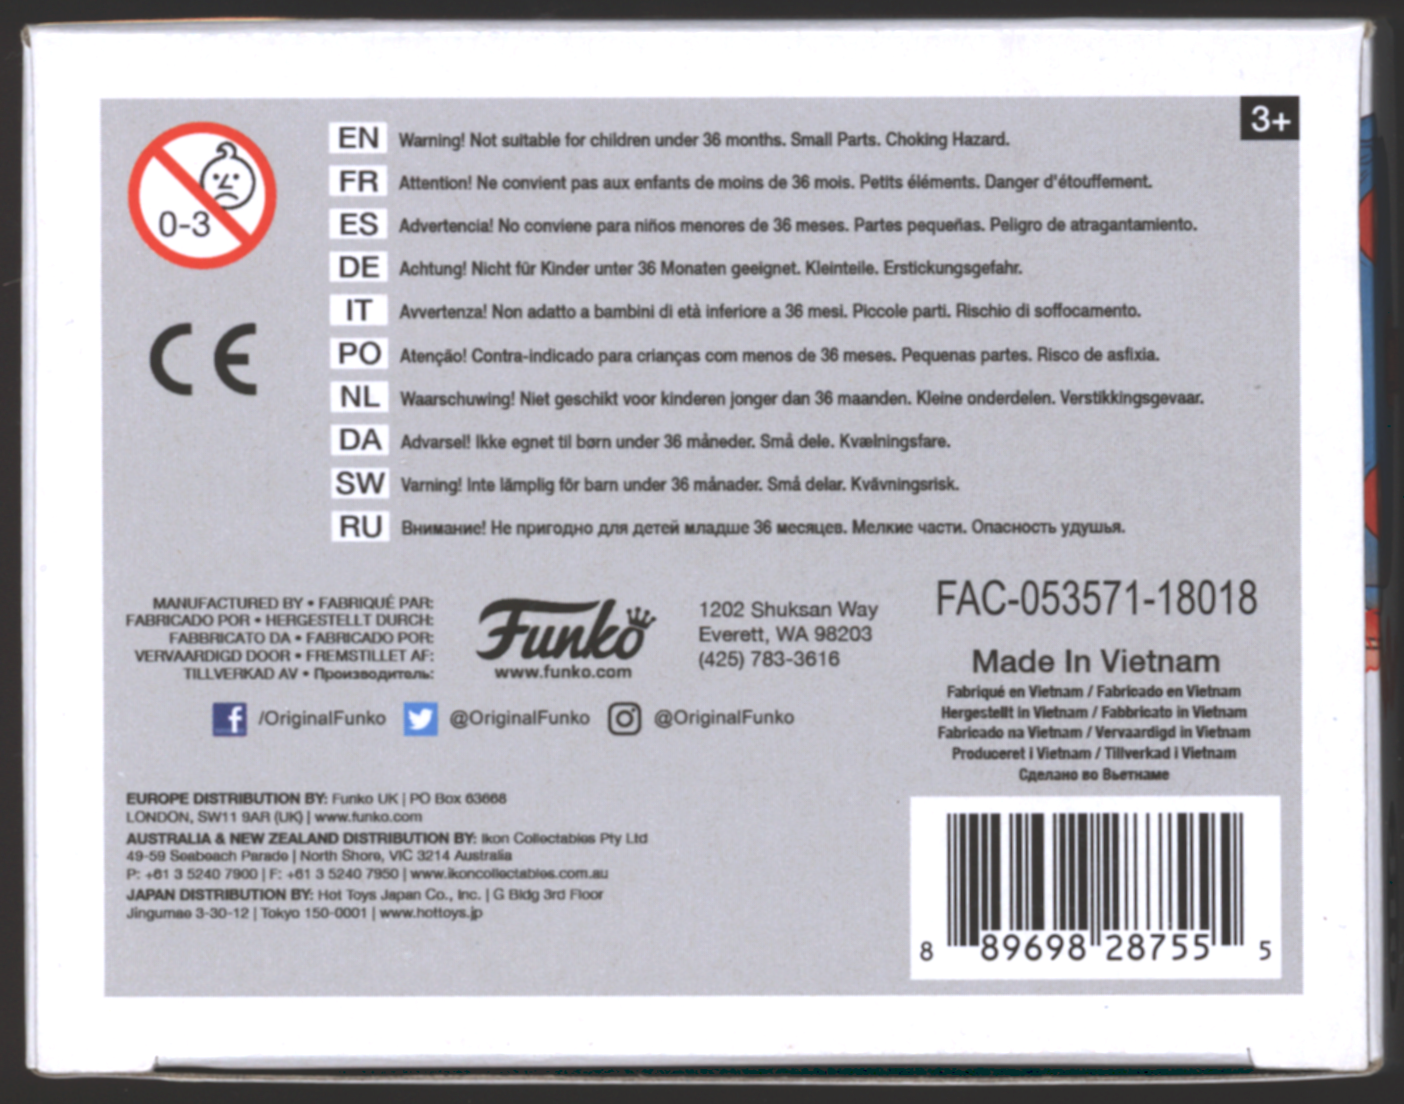 3+
0-3
EN Warning! Not suitable for children under 36 months. Small Parts. Choking Hazard.
FR Attention! Ne convient pas aux enfants de moins de 36 mois. Petits éléments. Danger d'étouffement.
ES Advertencia! No conviene para niños menores de 36 meses. Partes pequeñas. Peligro de atragantamiento.
DE Achtung! Nicht für Kinder unter 36 Monaten geeignet. Kleinteile. Erstickungsgefahr.
IT Avvertenza! Non adatto a bambini di età inferiore a 36 mesi. Piccole parti. Rischio di soffocamento.
PO Atenção! Contra-indicado para crianças com menos de 36 meses. Pequenas partes. Risco de asfixia.
NL Waarschuwing! Niet geschikt voor kinderen jonger dan 36 maanden. Kleine onderdelen. Verstikkingsgevaar.
DA Advarsel! Ikke egnet til børn under 36 måneder. Små dele. Kvælningsfare.
SW Varning! Inte lämplig för barn under 36 månader. Små delar. Kvävningsrisk.
RU Внимание! Не пригодно для детей младше 36 месяцев. Мелкие части. Опасность удушья.
CE
MANUFACTURED BY • FABRIQUÉ PAR:
FABRICADO POR • HERGESTELLT DURCH:
FABBRICATO DA • FABRICADO POR:
VERVAARDIGD DOOR • FREMSTILLET AF:
TILLVERKAD AV • Производитель:
Funko
www.funko.com
1202 Shuksan Way
Everett, WA 98203
(425) 783-3616
/OriginalFunko @OriginalFunko @OriginalFunko
FAC-053571-18018
Made In Vietnam
Fabriqué en Vietnam / Fabricado en Vietnam
Hergestellt in Vietnam / Fabbricato in Vietnam
Fabricado na Vietnam / Vervaardigd in Vietnam
Produceret i Vietnam / Tillverkad i Vietnam
Сделано во Вьетнаме
EUROPE DISTRIBUTION BY: Funko UK | PO Box 63668
LONDON, SW11 9AR (UK) | www.funko.com
AUSTRALIA & NEW ZEALAND DISTRIBUTION BY: Ikon Collectables Pty Ltd
49-59 Seabeach Parade | North Shore, VIC 3214 Australia
P: +61 3 5240 7900 | F: +61 3 5240 7950 | www.ikoncollectables.com.au
JAPAN DISTRIBUTION BY: Hot Toys Japan Co., Inc. | G Bldg 3rd Floor
Jingumae 3-30-12 | Tokyo 150-0001 | www.hottoys.jp
8 89698 28755 5